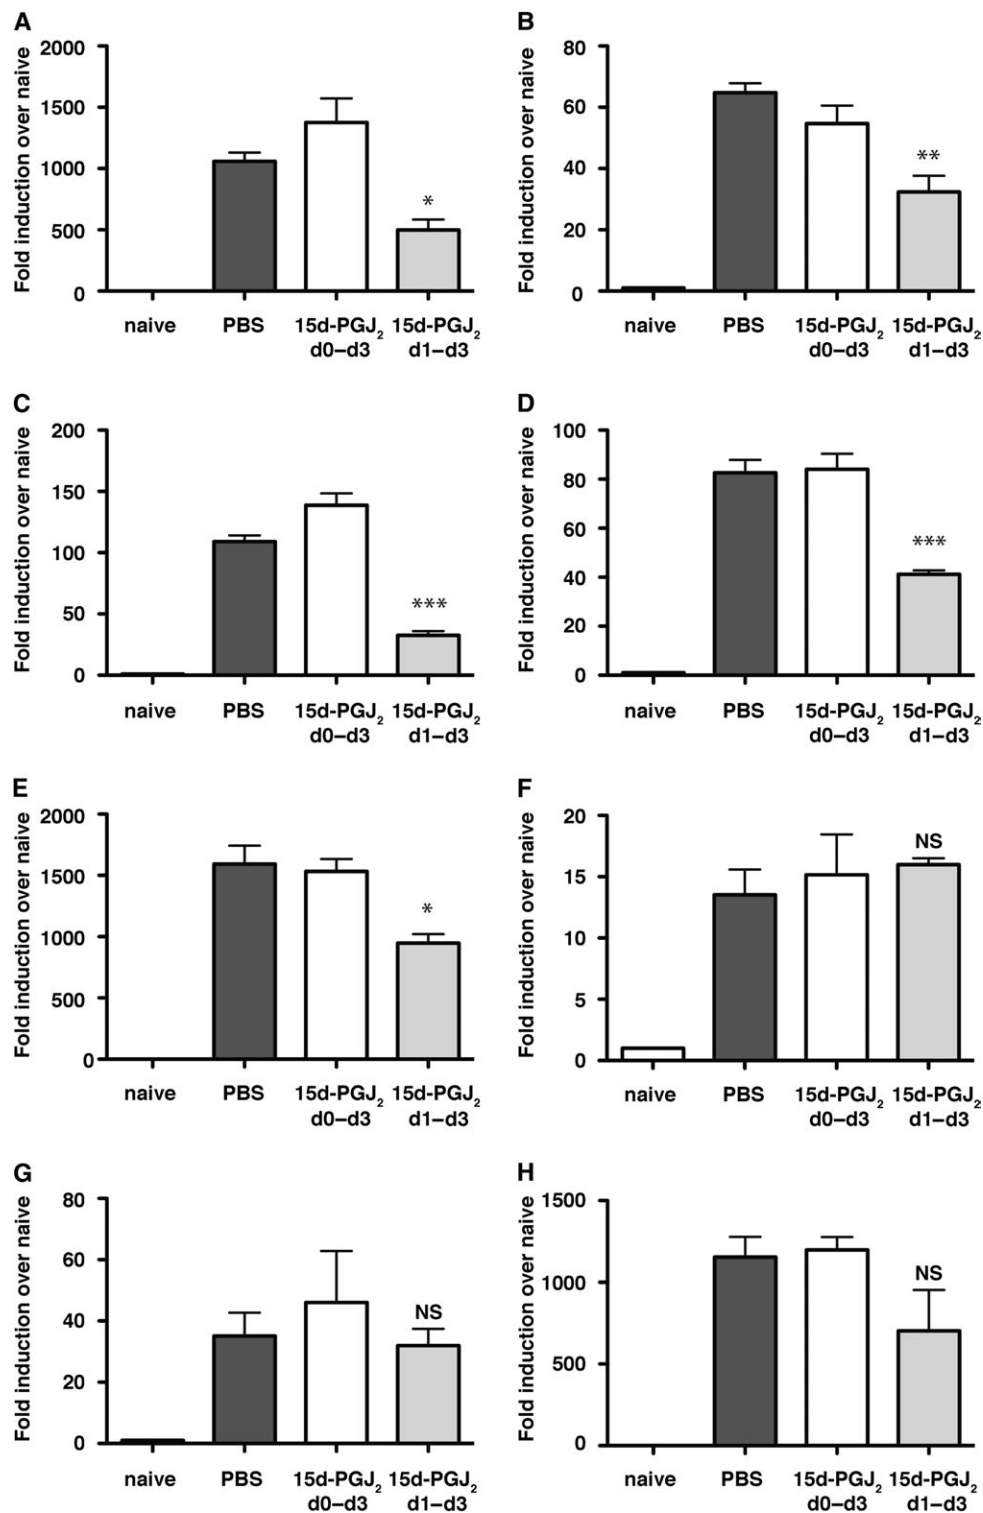 A
Fold induction over naive
2000
1500
1000
500
0
*
naive PBS 15d-PGJ₂ 15d-PGJ₂
d0–d3 d1–d3
B
Fold induction over naive
80
60
40
20
0
**
naive PBS 15d-PGJ₂ 15d-PGJ₂
d0–d3 d1–d3
C
Fold induction over naive
200
150
100
50
0
***
naive PBS 15d-PGJ₂ 15d-PGJ₂
d0–d3 d1–d3
D
Fold induction over naive
100
80
60
40
20
0
***
naive PBS 15d-PGJ₂ 15d-PGJ₂
d0–d3 d1–d3
E
Fold induction over naive
2000
1500
1000
500
0
*
naive PBS 15d-PGJ₂ 15d-PGJ₂
d0–d3 d1–d3
F
Fold induction over naive
20
15
10
5
0
NS
naive PBS 15d-PGJ₂ 15d-PGJ₂
d0–d3 d1–d3
G
Fold induction over naive
80
60
40
20
0
NS
naive PBS 15d-PGJ₂ 15d-PGJ₂
d0–d3 d1–d3
H
Fold induction over naive
1500
1000
500
0
NS
naive PBS 15d-PGJ₂ 15d-PGJ₂
d0–d3 d1–d3